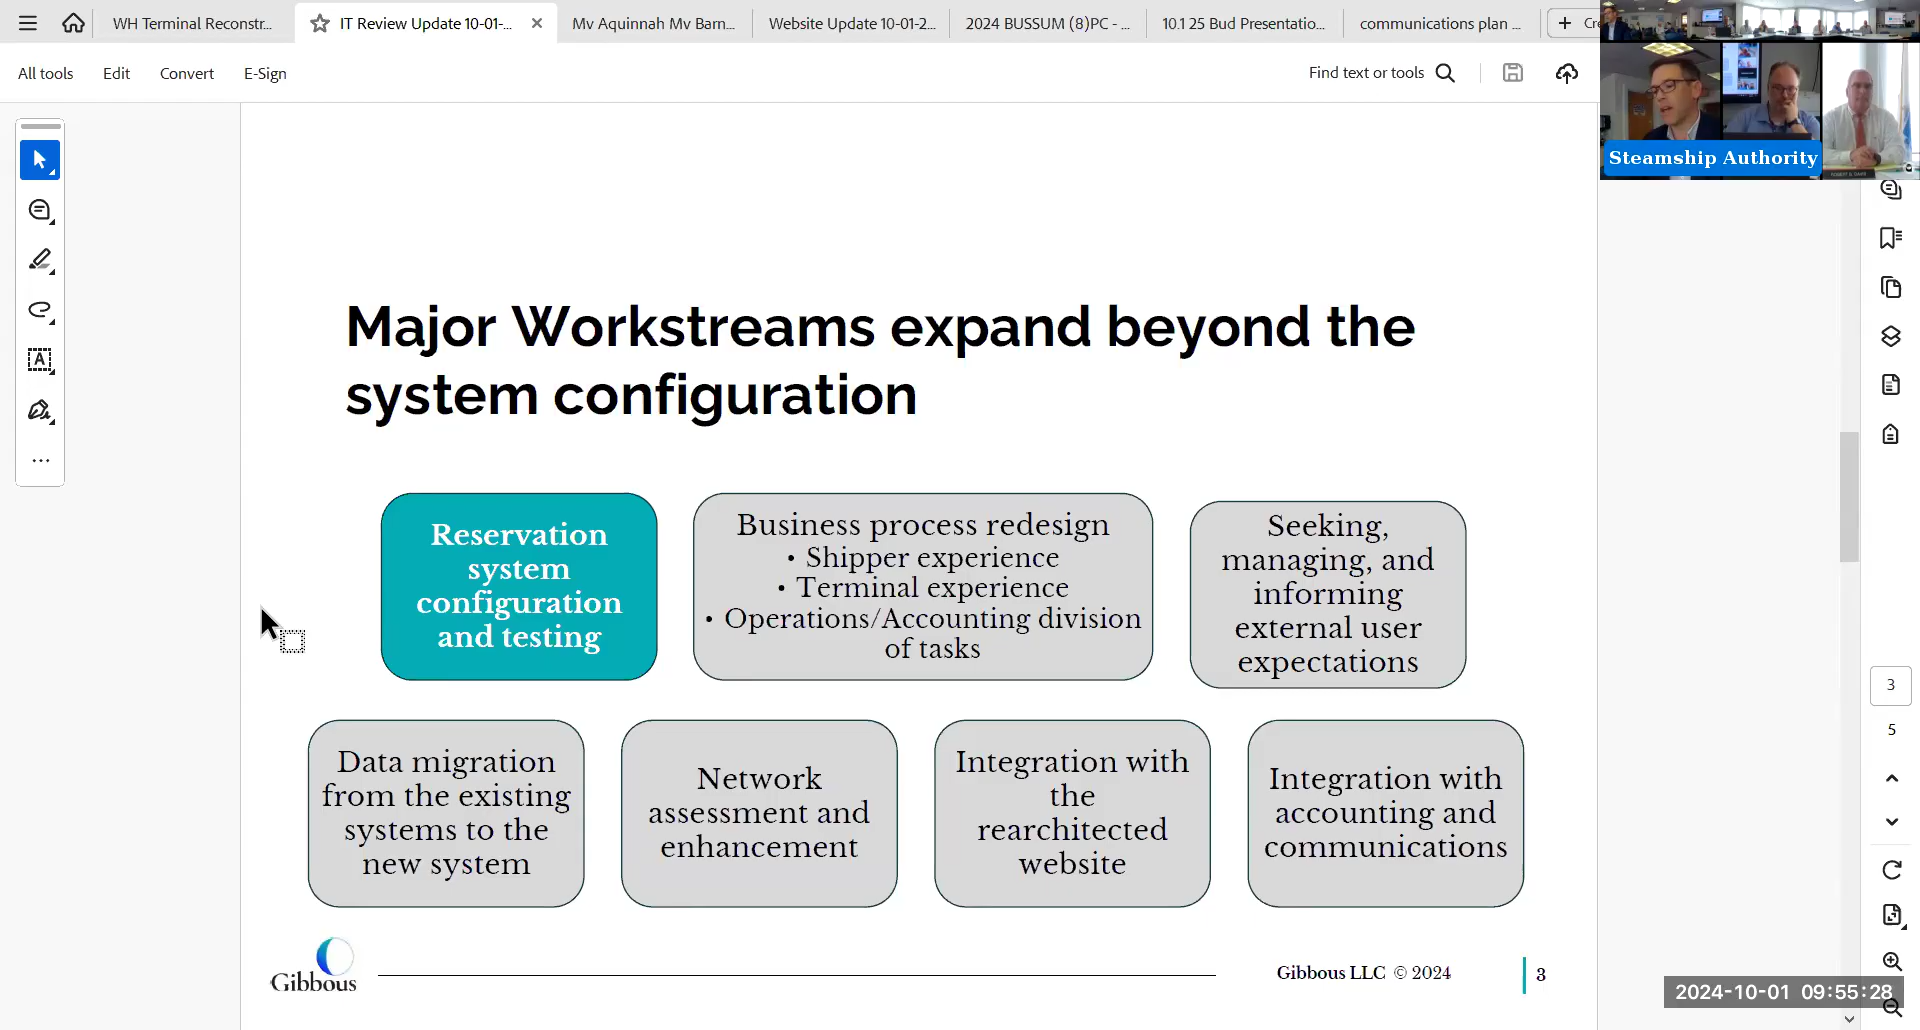 WH Terminal Reconstr...
IT Review Update 10-01-...
Mv Aquinnah Mv Barn...
Website Update 10-01-2...
2024 BUSSUM (8)PC - ...
10.1 25 Bud Presentatio...
communications plan ...
All tools
Edit
Convert
E-Sign
Find text or tools
Steamship Authority
Major Workstreams expand beyond the
system configuration
Reservation
system
configuration
and testing
Business process redesign
• Shipper experience
• Terminal experience
• Operations/Accounting division
of tasks
Seeking,
managing, and
informing
external user
expectations
Data migration
from the existing
systems to the
new system
Network
assessment and
enhancement
Integration with
the
rearchitected
website
Integration with
accounting and
communications
3
5
Gibbous
Gibbous LLC © 2024
3
2024-10-01 09:55:28